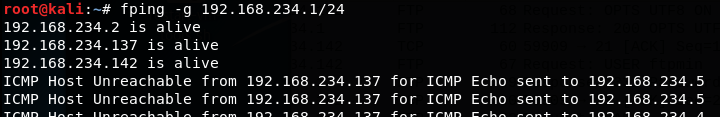 root@kali:~# fping -g 192.168.234.1/24
192.168.234.2 is alive
192.168.234.137 is alive
192.168.234.142 is alive
ICMP Host Unreachable from 192.168.234.137 for ICMP Echo sent to 192.168.234.5
ICMP Host Unreachable from 192.168.234.137 for ICMP Echo sent to 192.168.234.5
ICMP Host Unreachable from 192.168.234.137 for ICMP Echo sent to 192.168.234.4